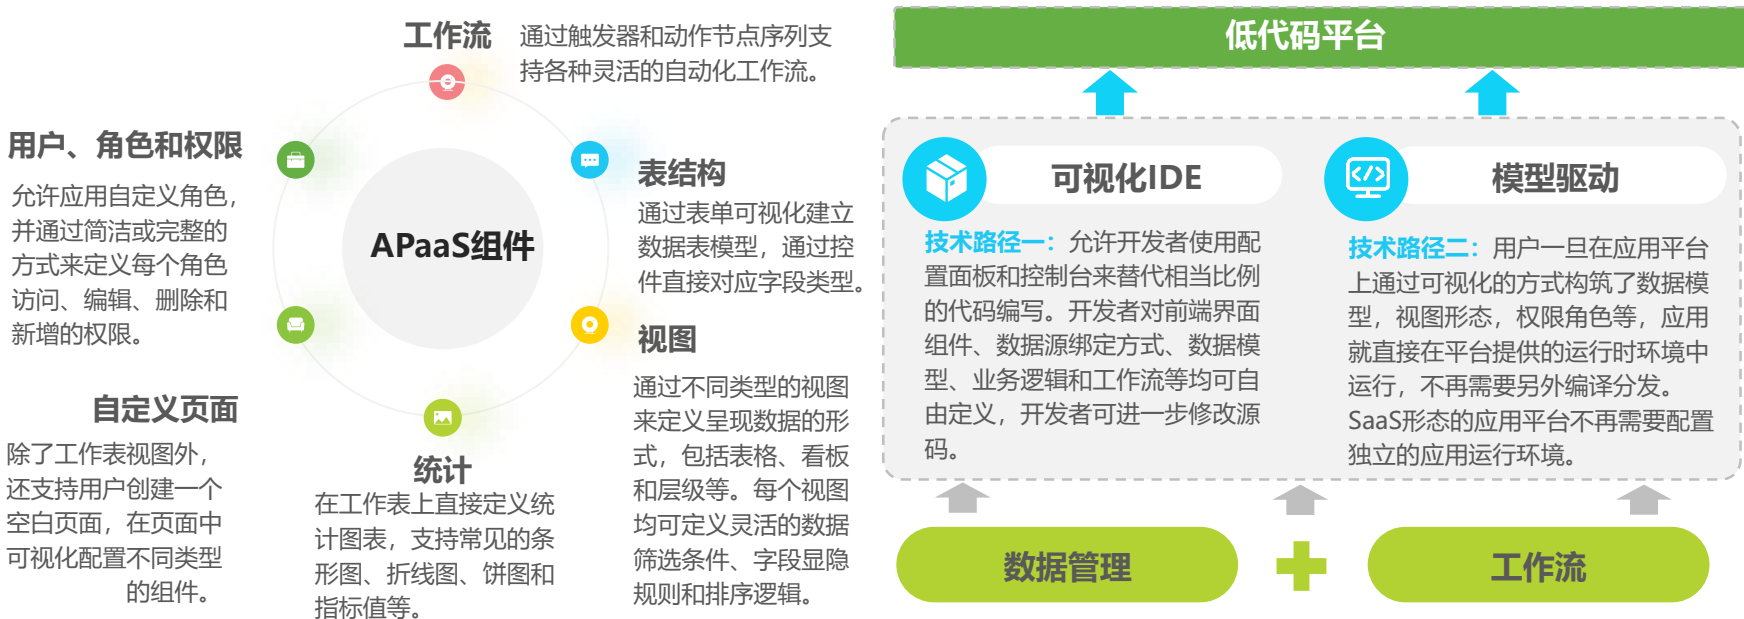 工作流
通过触发器和动作节点序列支
持各种灵活的自动化工作流。
用户、角色和权限
允许应用自定义角色，
并通过简洁或完整的
方式来定义每个角色
访问、编辑、删除和
新增的权限。
APaaS组件
表结构
通过表单可视化建立
数据表模型，通过控
件直接对应字段类型。
视图
通过不同类型的视图
来定义呈现数据的形
式，包括表格、看板
和层级等。每个视图
均可定义灵活的数据
筛选条件、字段显隐
规则和排序逻辑。
自定义页面
除了工作表视图外，
还支持用户创建一个
空白页面，在页面中
可视化配置不同类型
的组件。
统计
在工作表上直接定义统
计图表，支持常见的条
形图、折线图、饼图和
指标值等。
低代码平台
可视化IDE
技术路径一：允许开发者使用配
置面板和控制台来替代相当比例
的代码编写。开发者对前端界面
组件、数据源绑定方式、数据模
型、业务逻辑和工作流等均可自
由定义，开发者可进一步修改源
码。
模型驱动
技术路径二：用户一旦在应用平台
上通过可视化的方式构筑了数据模
型，视图形态，权限角色等，应用
就直接在平台提供的运行时环境中
运行，不再需要另外编译分发。
SaaS形态的应用平台不再需要配置
独立的应用运行环境。
数据管理
工作流